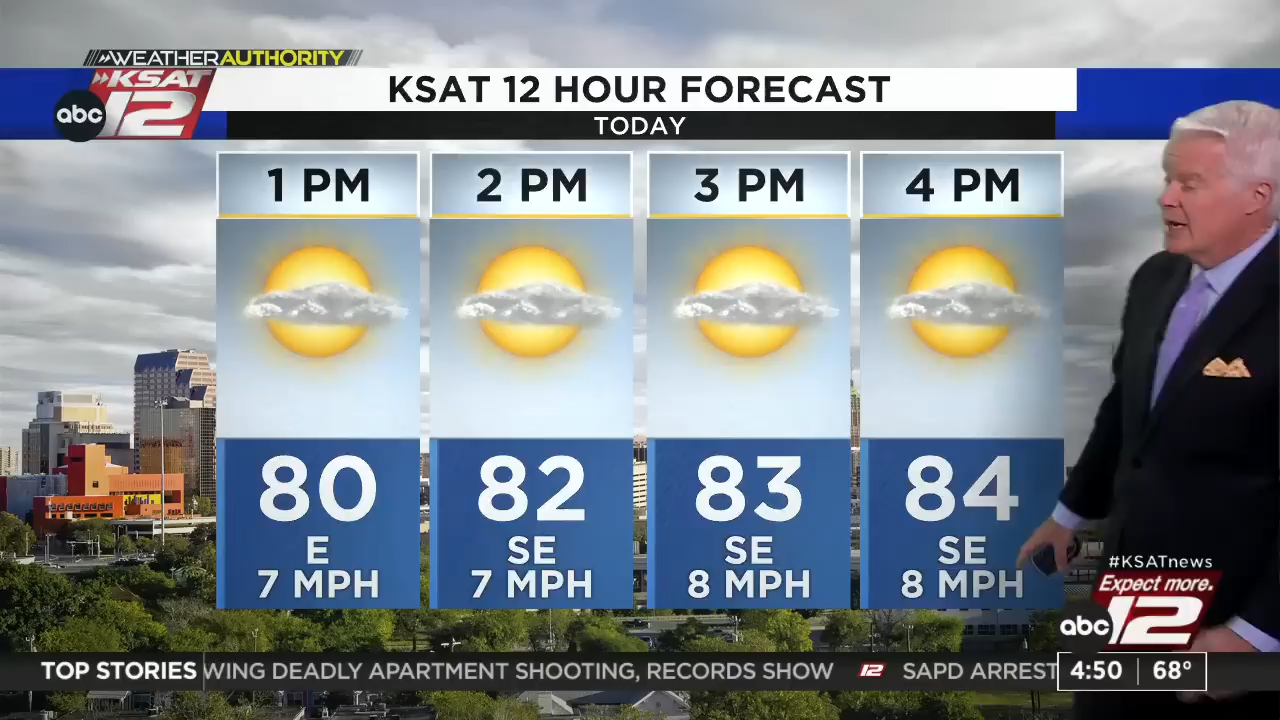 WEATHERAUTHORITY
KSAT
abc 12
KSAT 12 HOUR FORECAST
TODAY
1 PM
80
E
7 MPH
2 PM
82
SE
7 MPH
3 PM
83
SE
8 MPH
4 PM
84
SE
8 MPH
#KSATnews
Expect more.
abc 12
TOP STORIES WING DEADLY APARTMENT SHOOTING, RECORDS SHOW 12 SAPD ARREST
4:50 68°